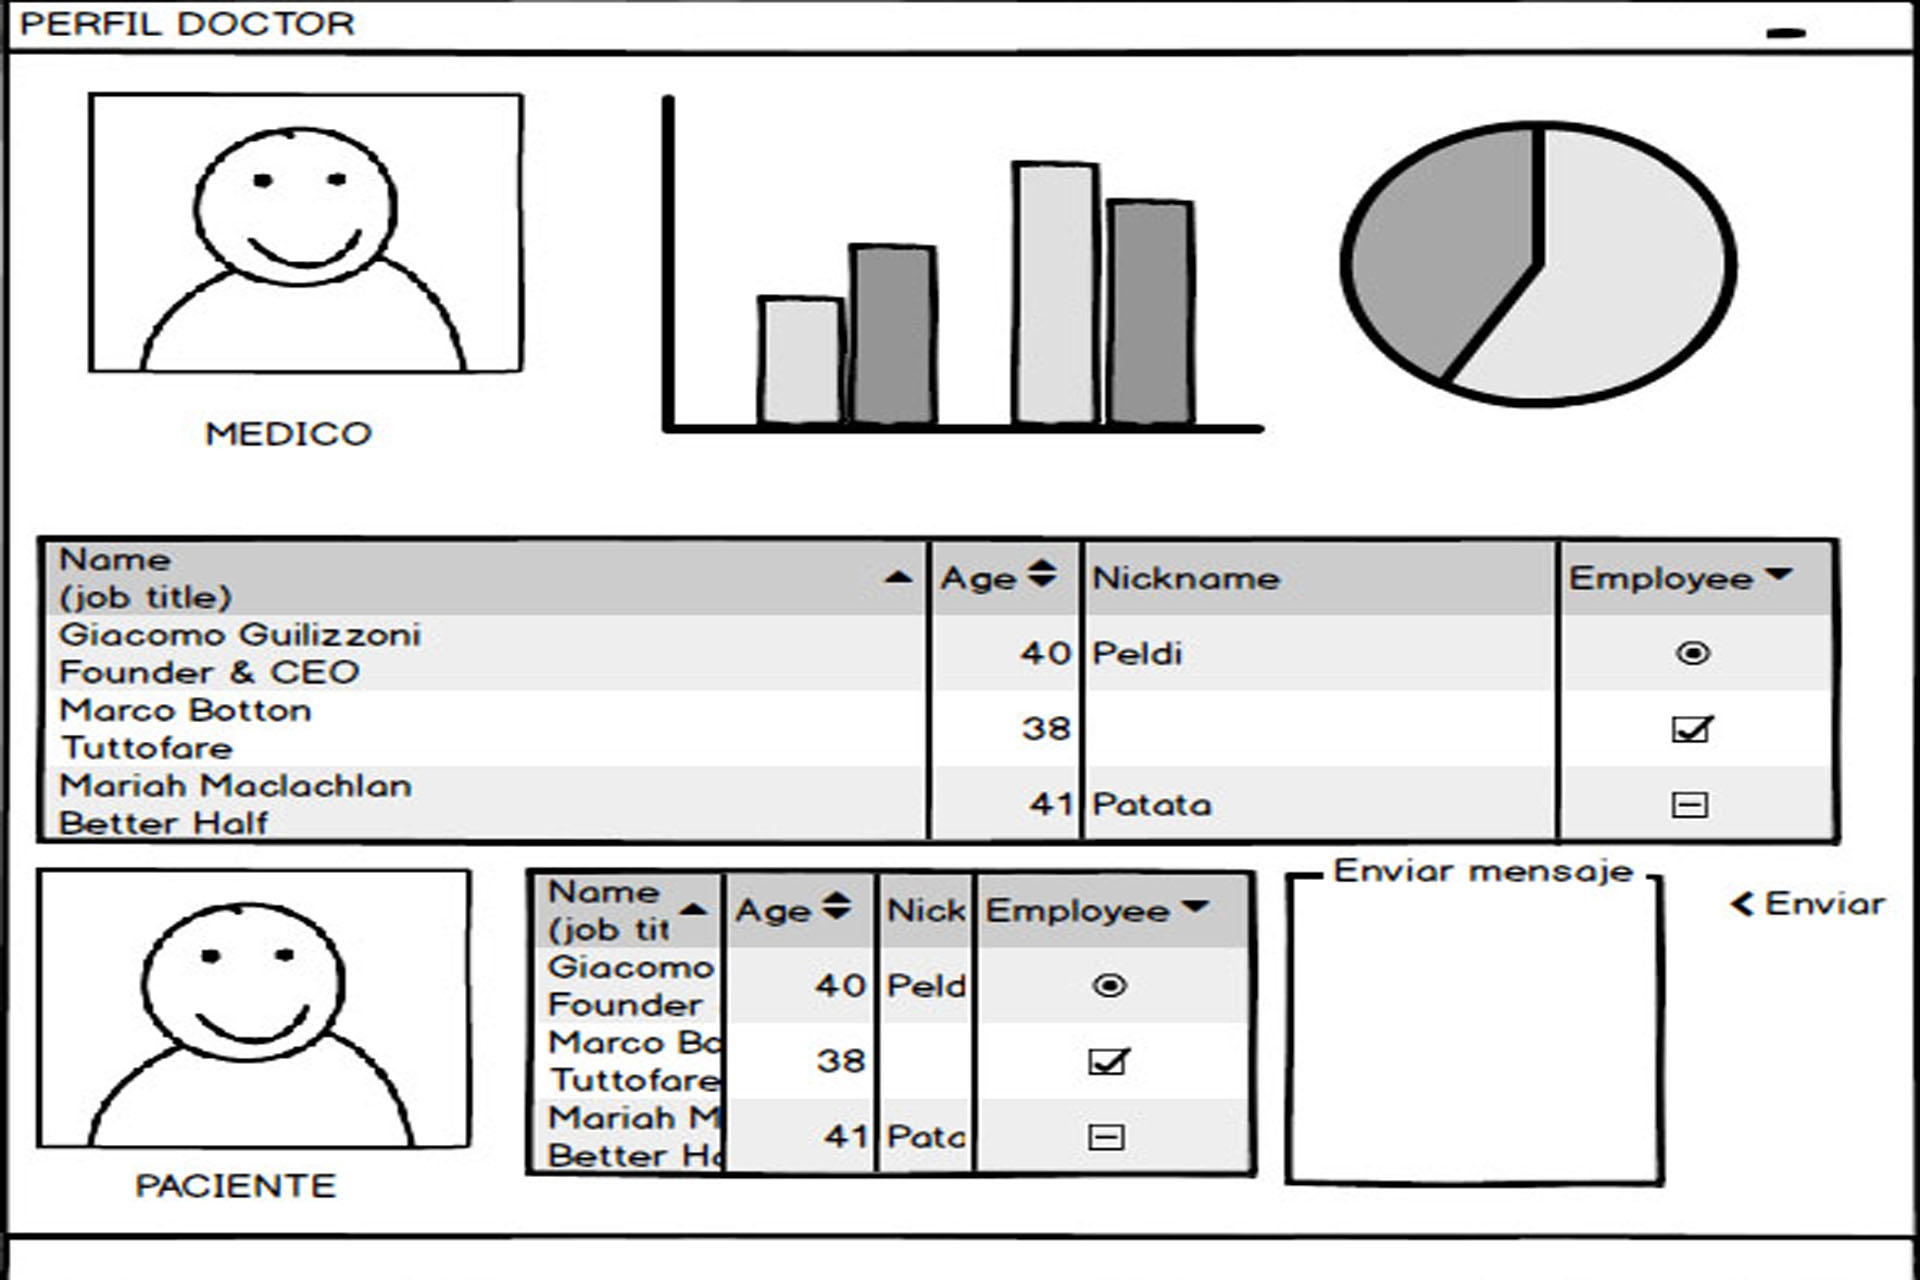 PERFIL DOCTOR
MEDICO
Name
(job title)
Age
Nickname
Employee
Giacomo Guilizzoni
Founder & CEO
40
Peldi
Marco Botton
Tuttofare
38
Mariah Maclachlan
Better Half
41
Patata
PACIENTE
Name
(job tit
Age
Nick
Employee
Giacomo
Founder
40
Peld
Marco Bo
Tuttofare
38
Mariah M
Better Ha
41
Pata
Enviar mensaje
< Enviar